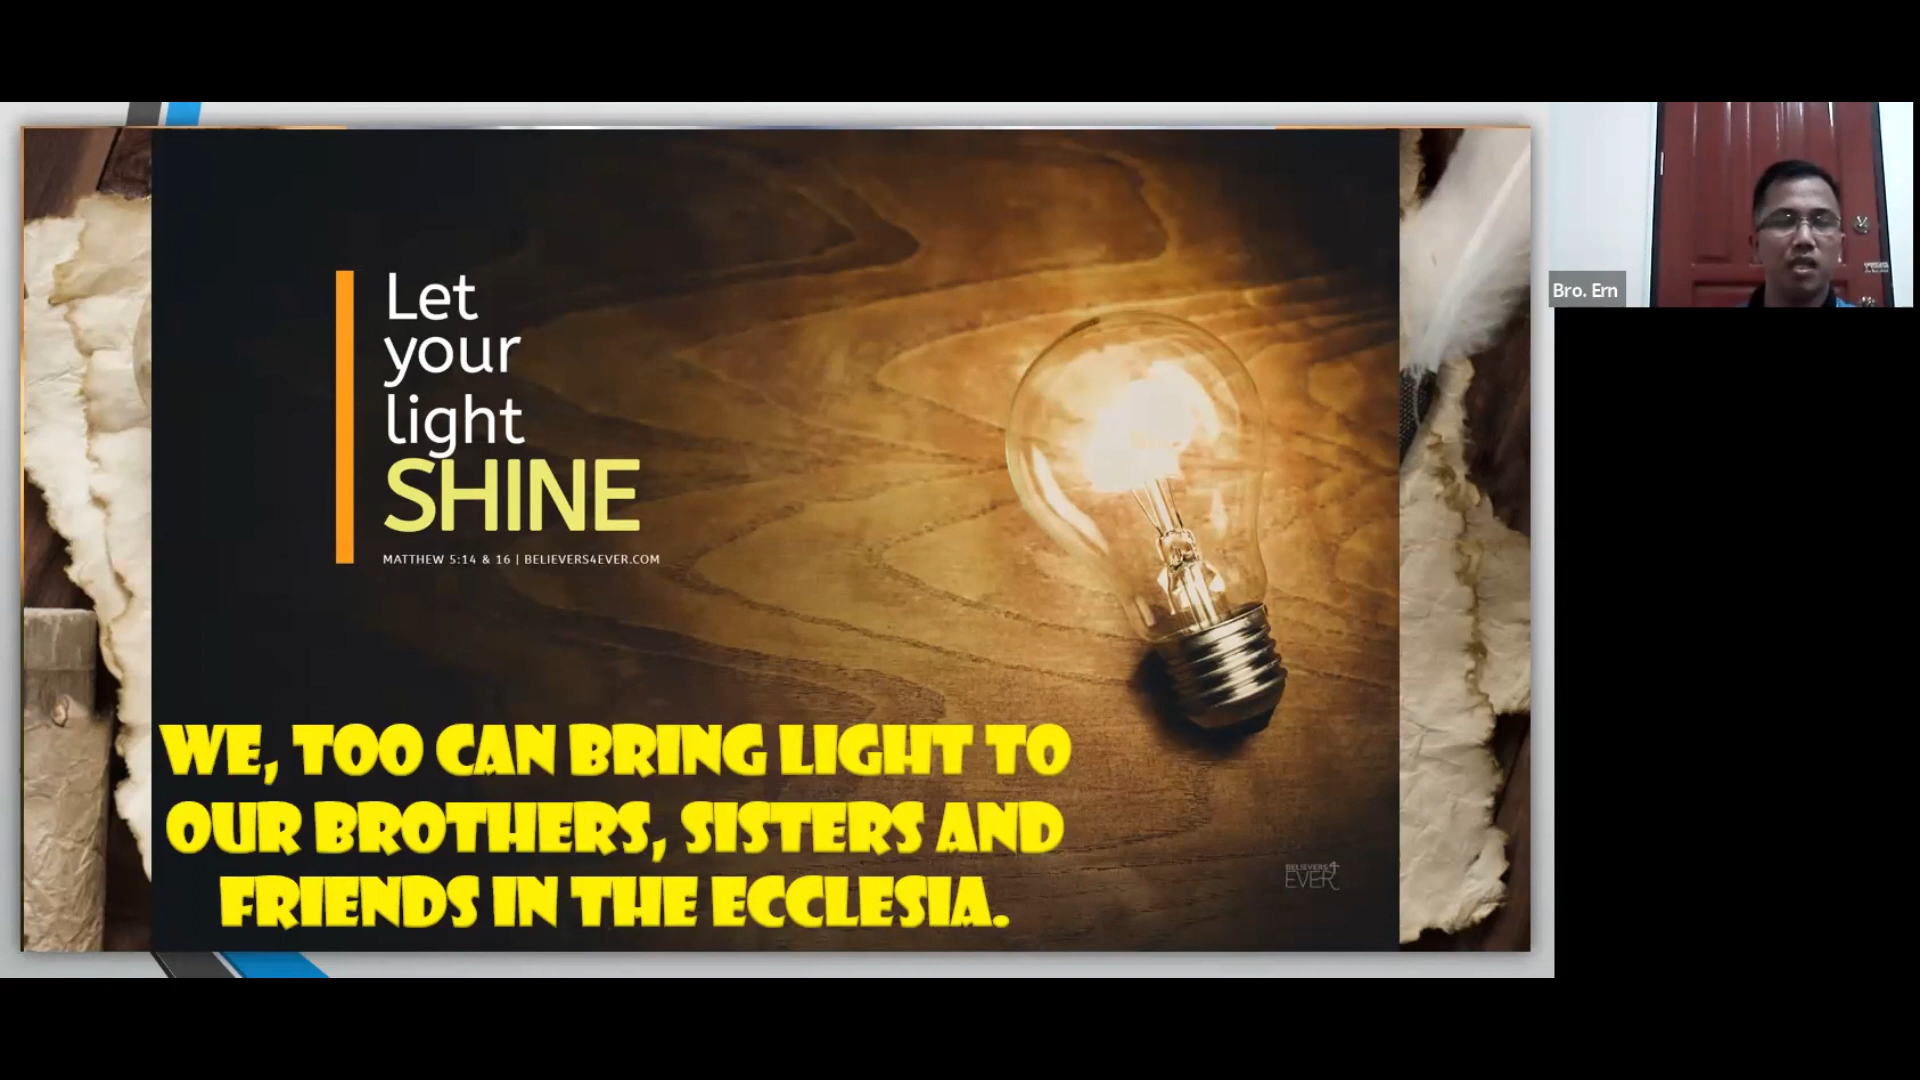 Let
your
light
SHINE
MATTHEW 5:14 & 16 | BELIEVERS4EVER.COM
WE, TOO CAN BRING LIGHT TO
OUR BROTHERS, SISTERS AND
FRIENDS IN THE ECCLESIA.
BELIEVERS4
EVER
Bro. Ern